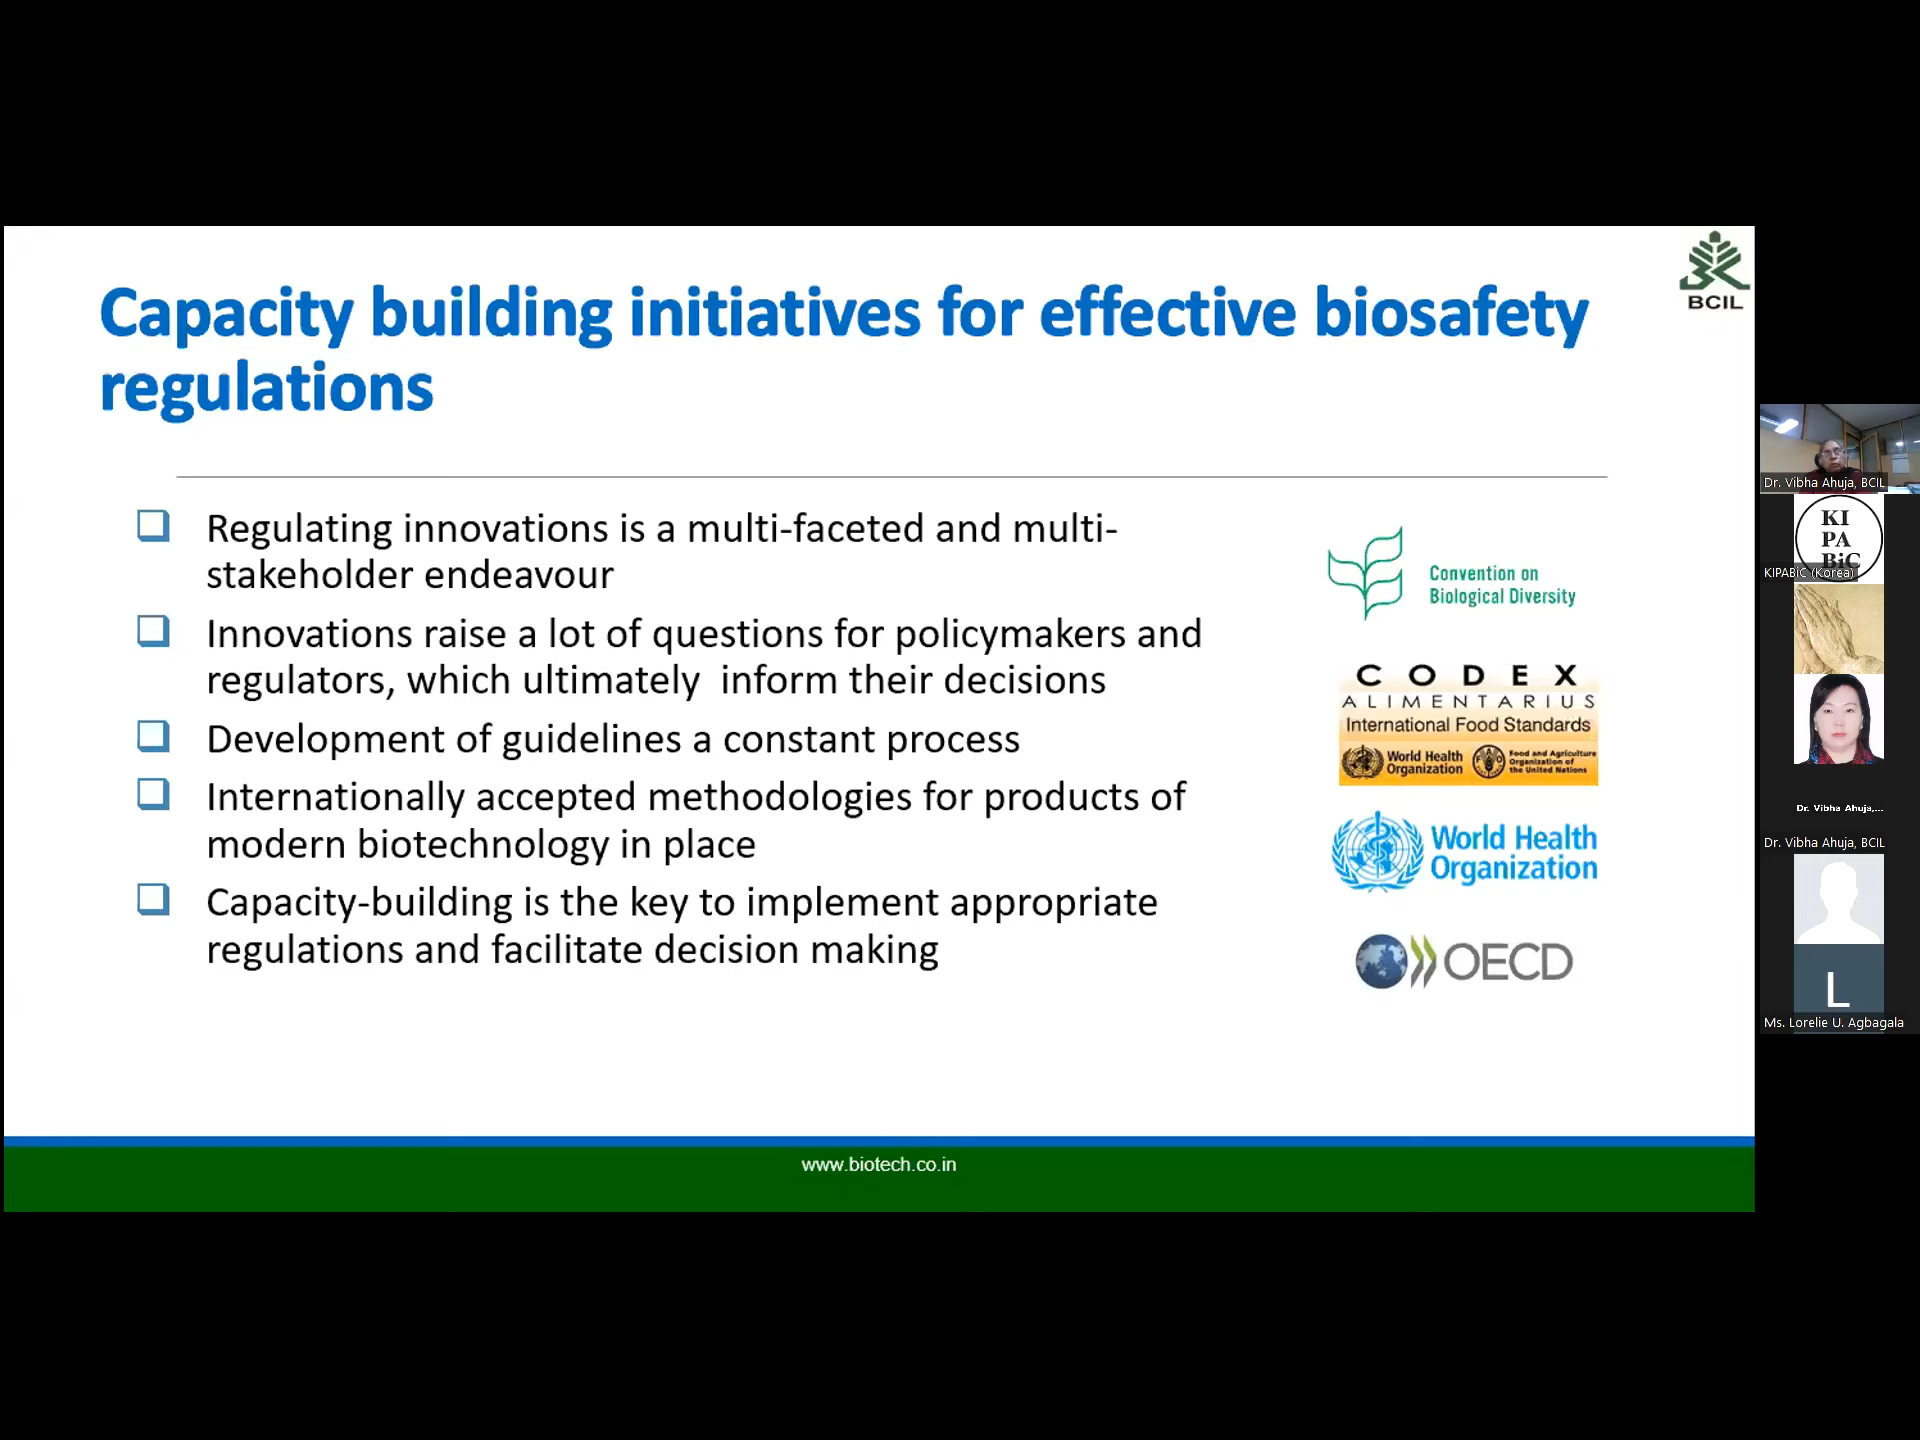 BCIL
Capacity building initiatives for effective biosafety
regulations
Regulating innovations is a multi-faceted and multi-
stakeholder endeavour
Innovations raise a lot of questions for policymakers and
regulators, which ultimately  inform their decisions
Development of guidelines a constant process
Internationally accepted methodologies for products of
modern biotechnology in place
Capacity-building is the key to implement appropriate
regulations and facilitate decision making
Convention on
Biological Diversity
CODEX
ALIMENTARIUS
International Food Standards
World Health
Organization
Food and Agriculture
Organization of
the United Nations
World Health
Organization
OECD
www.biotech.co.in
Dr. Vibha Ahuja, BCIL
KI
PA
BiC
KIPABiC (Korea)
Dr. Vibha Ahuja,...
Dr. Vibha Ahuja, BCIL
L
Ms. Lorelie U. Agbagala